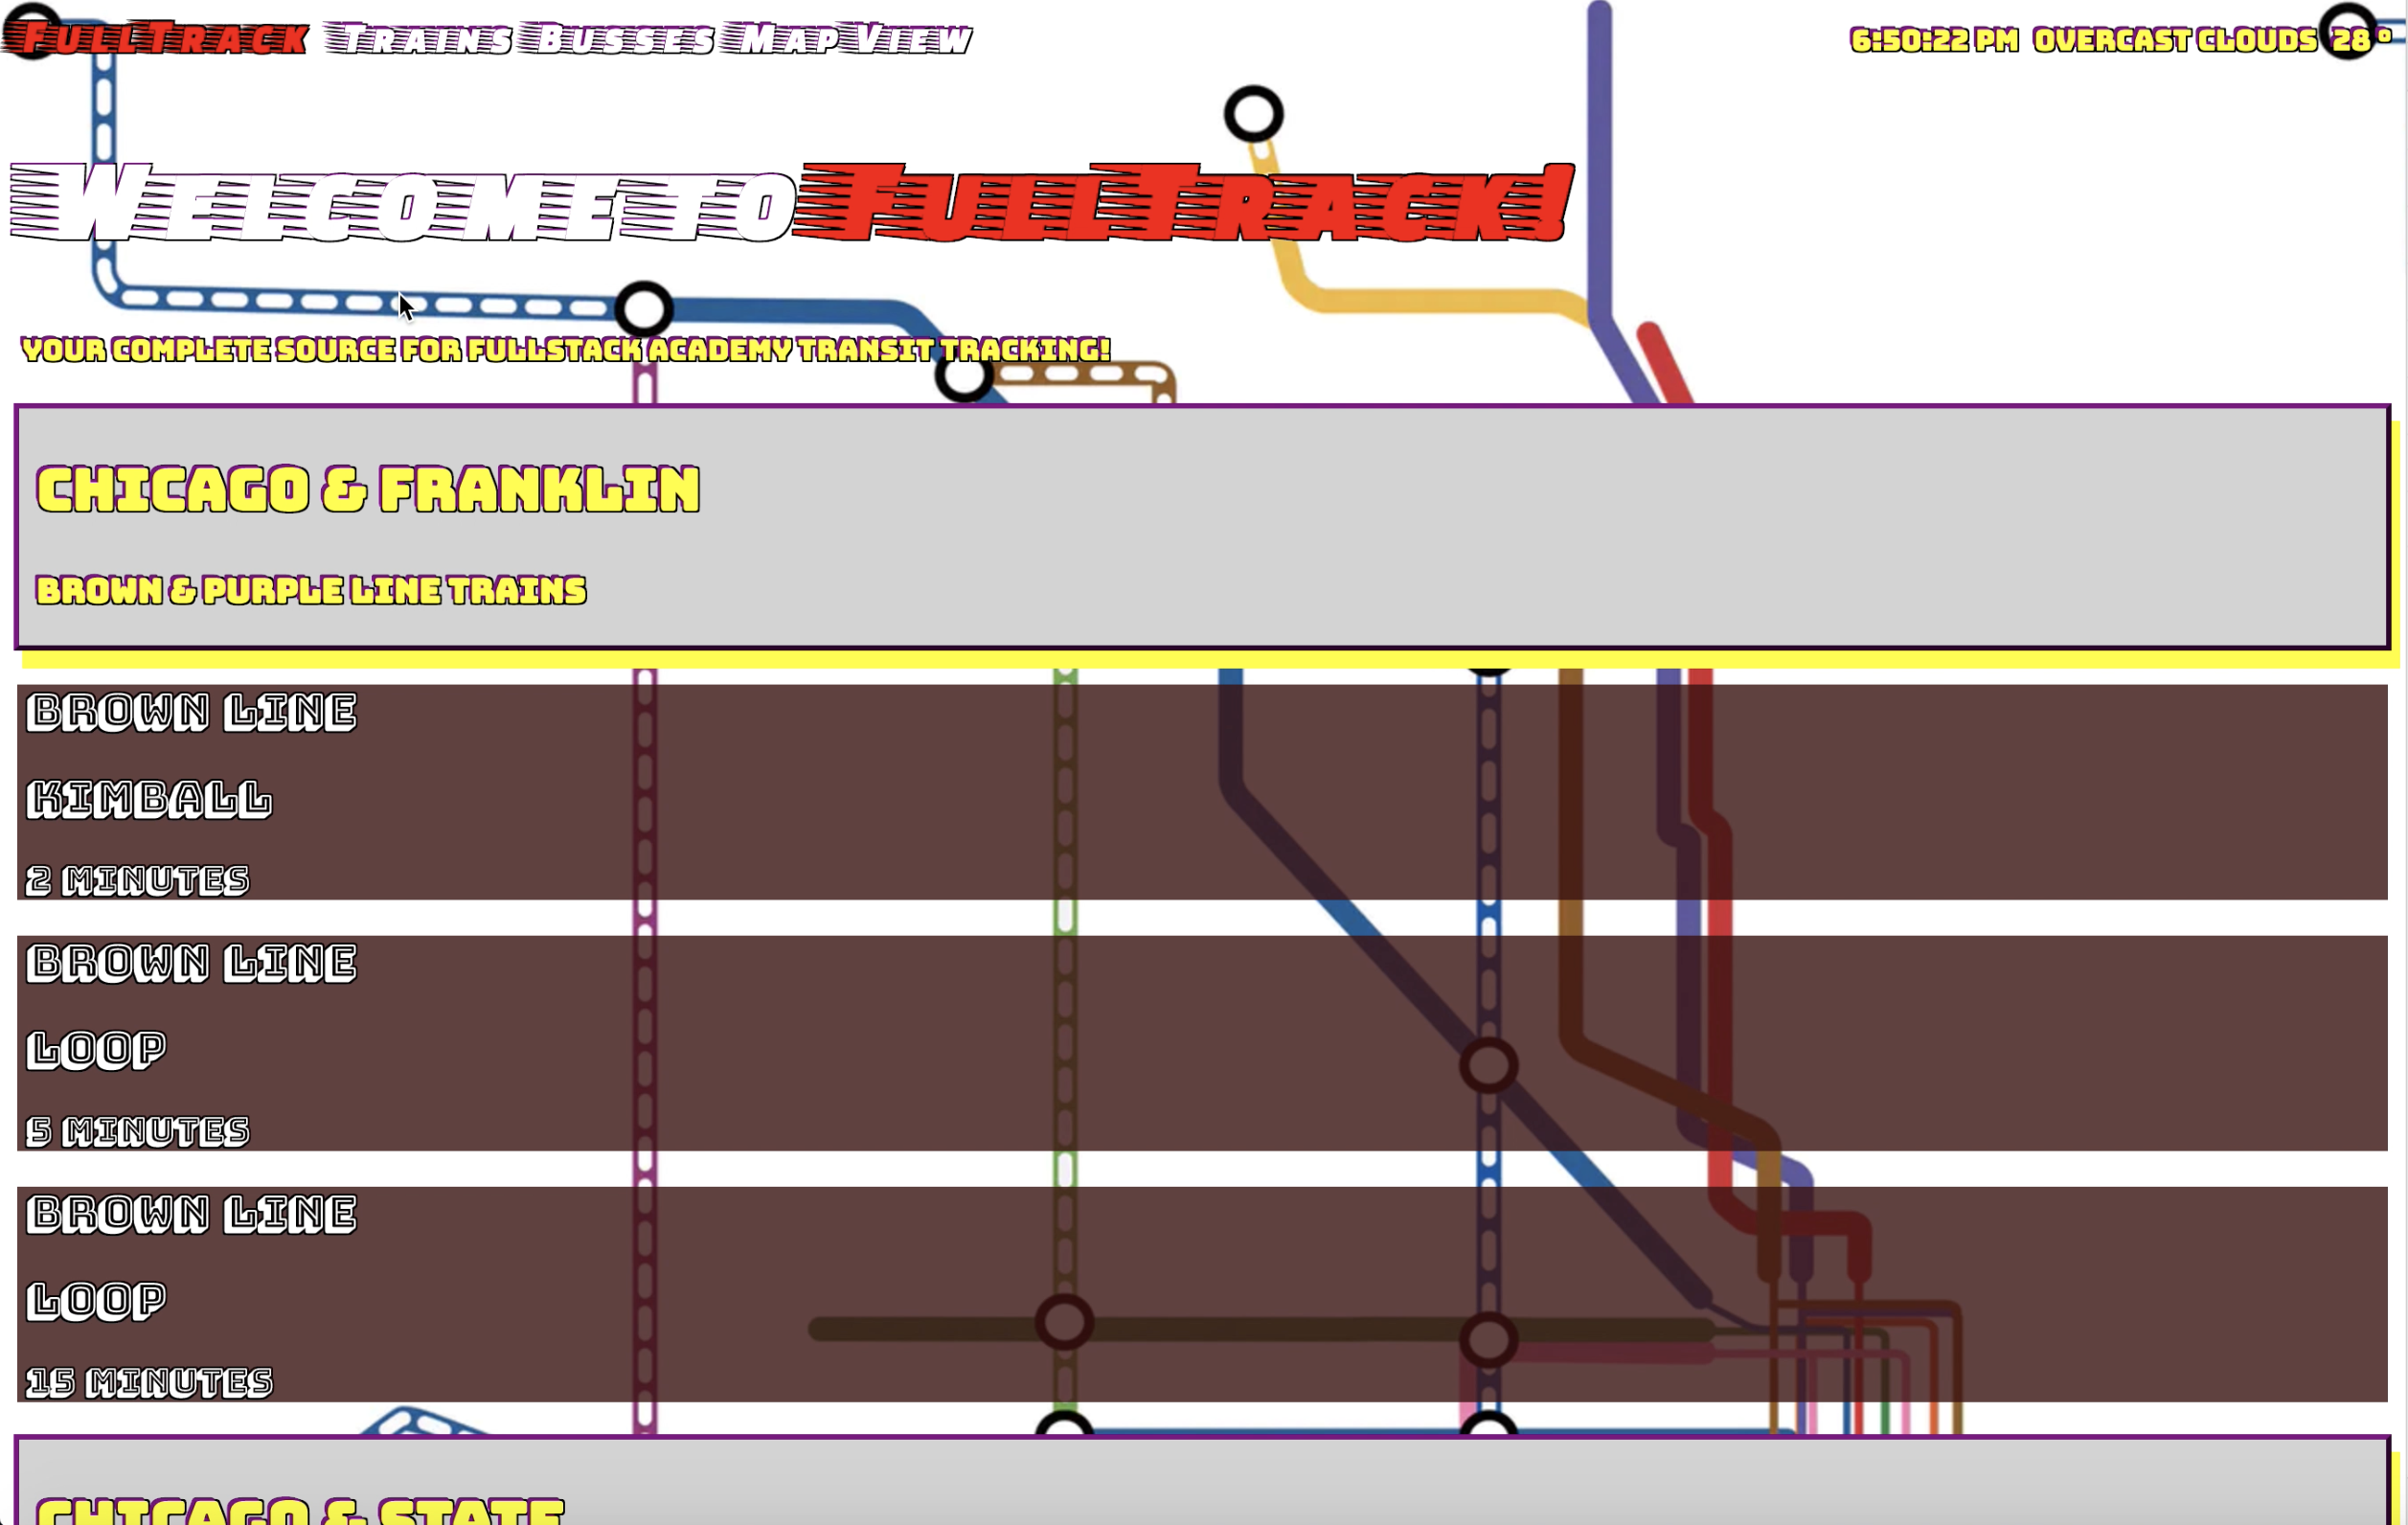 FullTrack Trains Busses Map View
6:50:22 PM OVERCAST CLOUDS 28°
Welcome to FullTrack!
YOUR COMPLETE SOURCE FOR FULLSTACK ACADEMY TRANSIT TRACKING!
CHICAGO & FRANKLIN
BROWN & PURPLE LINE TRAINS
BROWN LINE
KIMBALL
2 MINUTES
BROWN LINE
LOOP
5 MINUTES
BROWN LINE
LOOP
15 MINUTES
CHICAGO & STATE